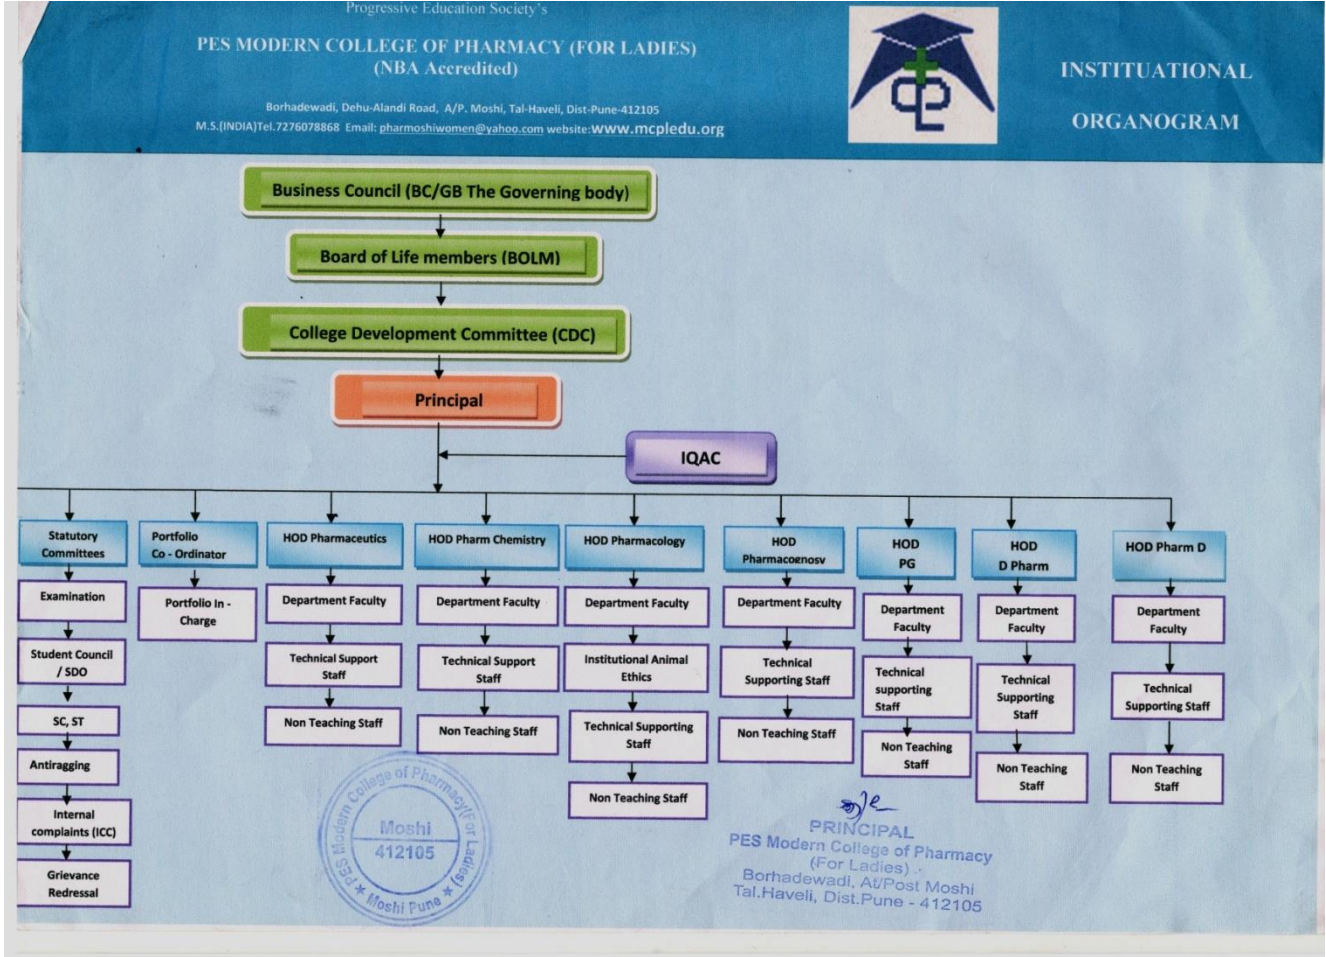 Progressive Education Society's
PES MODERN COLLEGE OF PHARMACY (FOR LADIES)
(NBA Accredited)
Borhadewadi, Dehu-Alandi Road, A/P. Moshi, Tal-Haveli, Dist-Pune-412105
M.S.(INDIA)Tel.7276078868 Email: pharmoshiwomen@yahoo.com website:www.mcpledu.org
INSTITUATIONAL
ORGANOGRAM
Business Council (BC/GB The Governing body)
Board of Life members (BOLM)
College Development Committee (CDC)
Principal
IQAC
Statutory
Committees
Examination
Student Council
/ SDO
SC, ST
Antiragging
Internal
complaints (ICC)
Grievance
Redressal
Portfolio
Co - Ordinator
Portfolio In -
Charge
HOD Pharmaceutics
Department Faculty
Technical Support
Staff
Non Teaching Staff
HOD Pharm Chemistry
Department Faculty
Technical Support
Staff
Non Teaching Staff
HOD Pharmacology
Department Faculty
Institutional Animal
Ethics
Technical Supporting
Staff
Non Teaching Staff
HOD
Pharmacognosy
Department Faculty
Technical
Supporting Staff
Non Teaching Staff
HOD
PG
Department
Faculty
Technical
supporting
Staff
Non Teaching
Staff
HOD
D Pharm
Department
Faculty
Technical
Supporting
Staff
Non Teaching
Staff
HOD Pharm D
Department
Faculty
Technical
Supporting Staff
Non Teaching
Staff
PES Modern College of Pharmacy(For Ladies)
Moshi
412105
Moshi Pune
PRINCIPAL
PES Modern College of Pharmacy
(For Ladies)
Borhadewadi, At/Post Moshi
Tal.Haveli, Dist.Pune - 412105